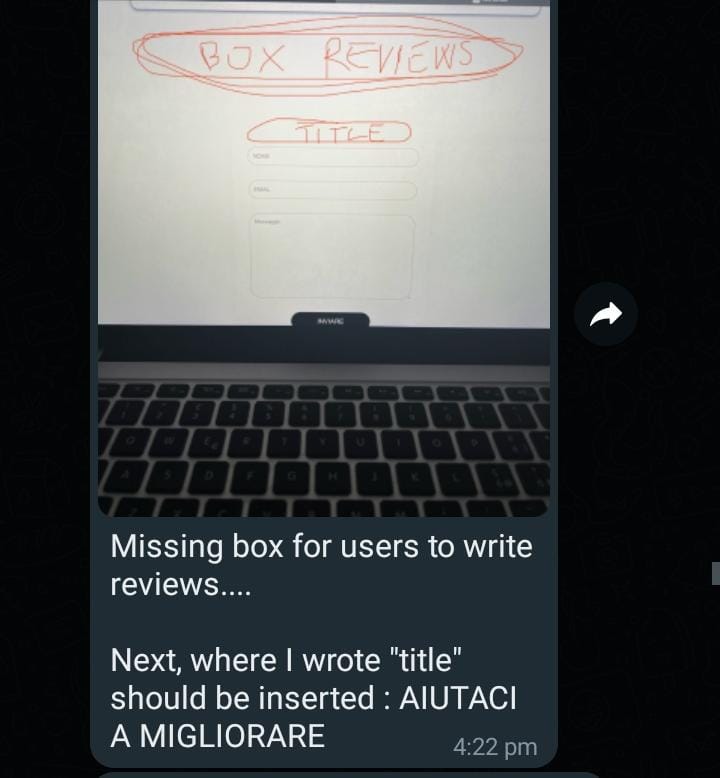 BOX REVIEWS
TITLE
NOME
EMAIL
Messaggio
INVIARE
Missing box for users to write
reviews....
Next, where I wrote "title"
should be inserted : AIUTACI
A MIGLIORARE
4:22 pm